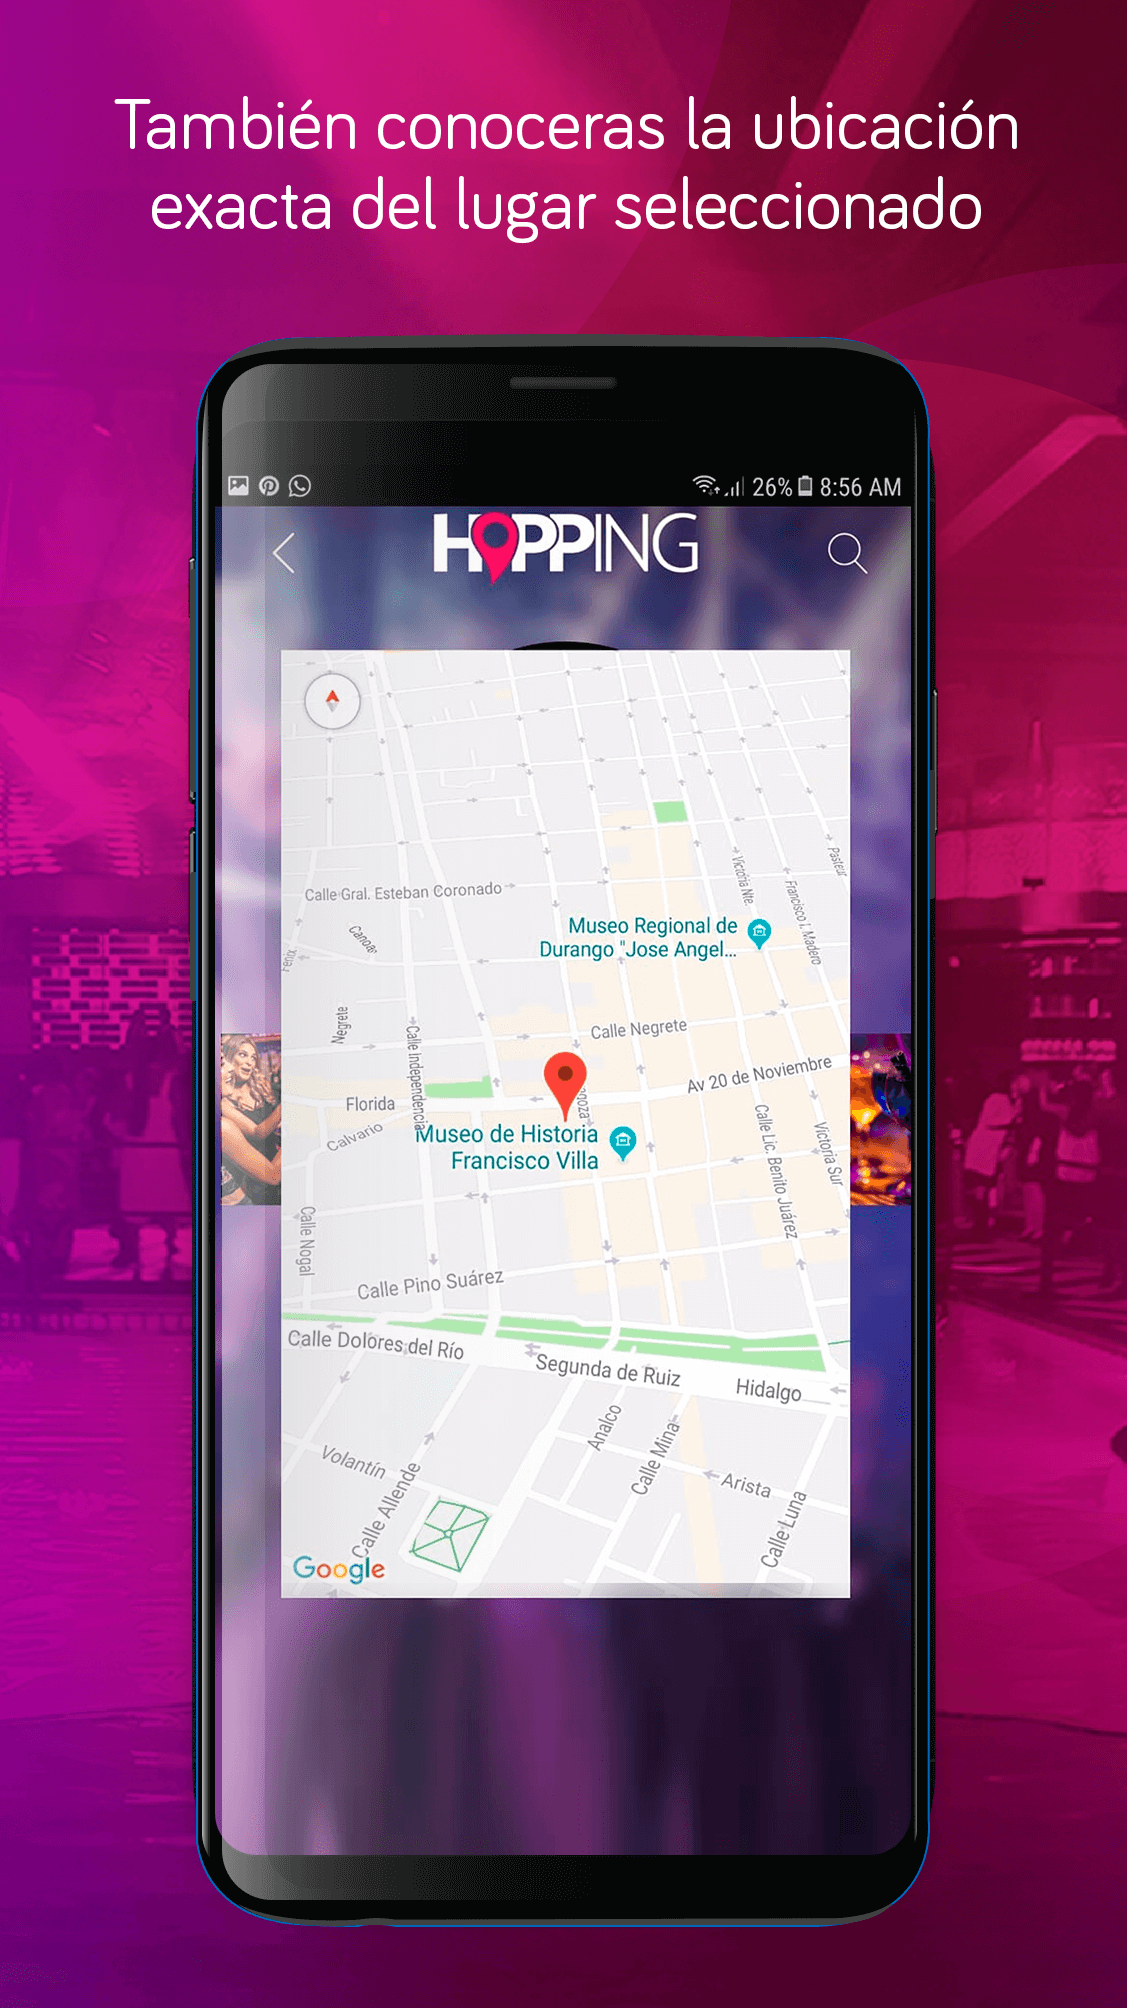 También conoceras la ubicación
exacta del lugar seleccionado
26% 8:56 AM
HOPPING
Calle Gral. Esteban Coronado
Canoas
Fénix
Victoria Nte.
Francisco I. Madero
Pasteur
Museo Regional de
Durango "Jose Angel...
Negrete
Calle Independencia
Calle Negrete
Av 20 de Noviembre
Florida
Calvario
Museo de Historia
Francisco Villa
Calle Lic. Benito Juárez
Victoria Sur
Calle Nogal
Calle Pino Suárez
Calle Dolores del Río
Segunda de Ruiz
Hidalgo
Volantín
Calle Allende
Analco
Calle Mina
Arista
Calle Luna
Google